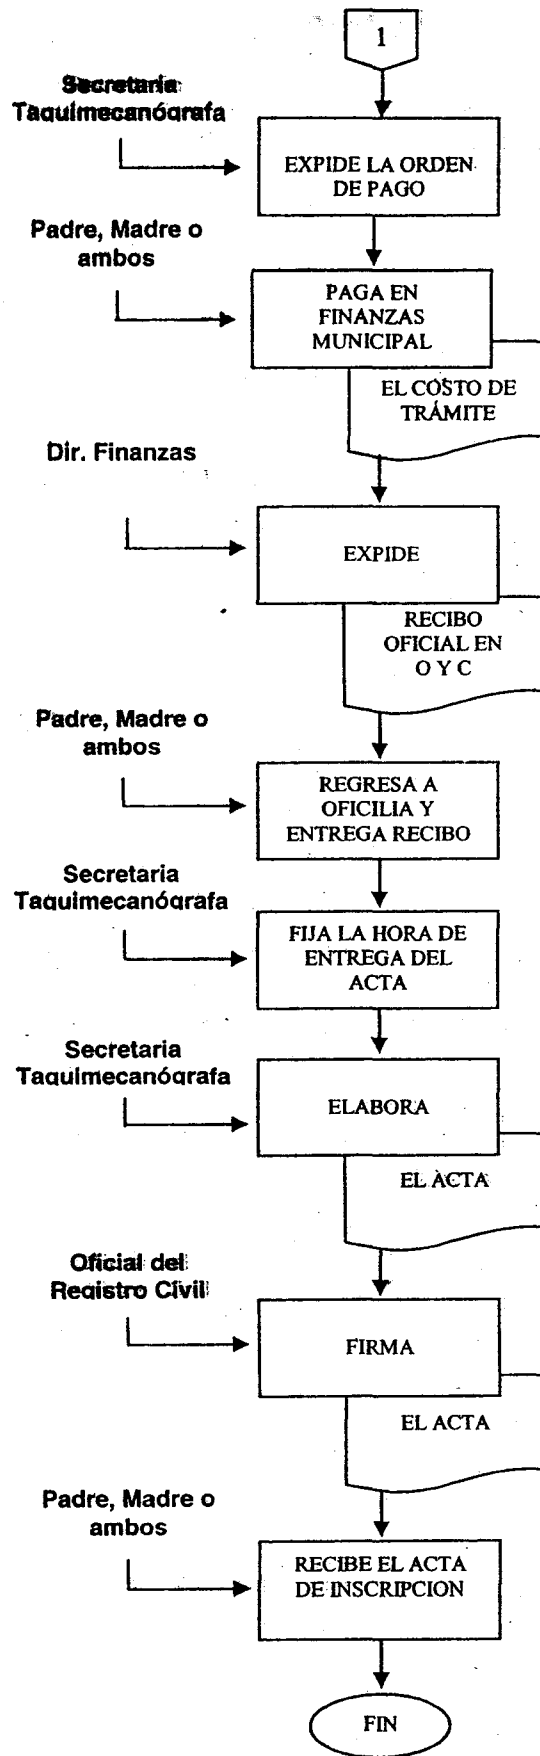 1
Secretaria
Taquimecanógrafa
EXPIDE LA ORDEN
DE PAGO
Padre, Madre o
ambos
PAGA EN
FINANZAS
MUNICIPAL
EL COSTO DE
TRÁMITE
Dir. Finanzas
EXPIDE
RECIBO
OFICIAL EN
O Y C
Padre, Madre o
ambos
REGRESA A
OFICILIA Y
ENTREGA RECIBO
Secretaria
Taquimecanógrafa
FIJA LA HORA DE
ENTREGA DEL
ACTA
Secretaria
Taquimecanógrafa
ELABORA
EL ACTA
Oficial del
Registro Civil
FIRMA
EL ACTA
Padre, Madre o
ambos
RECIBE EL ACTA
DE INSCRIPCION
FIN